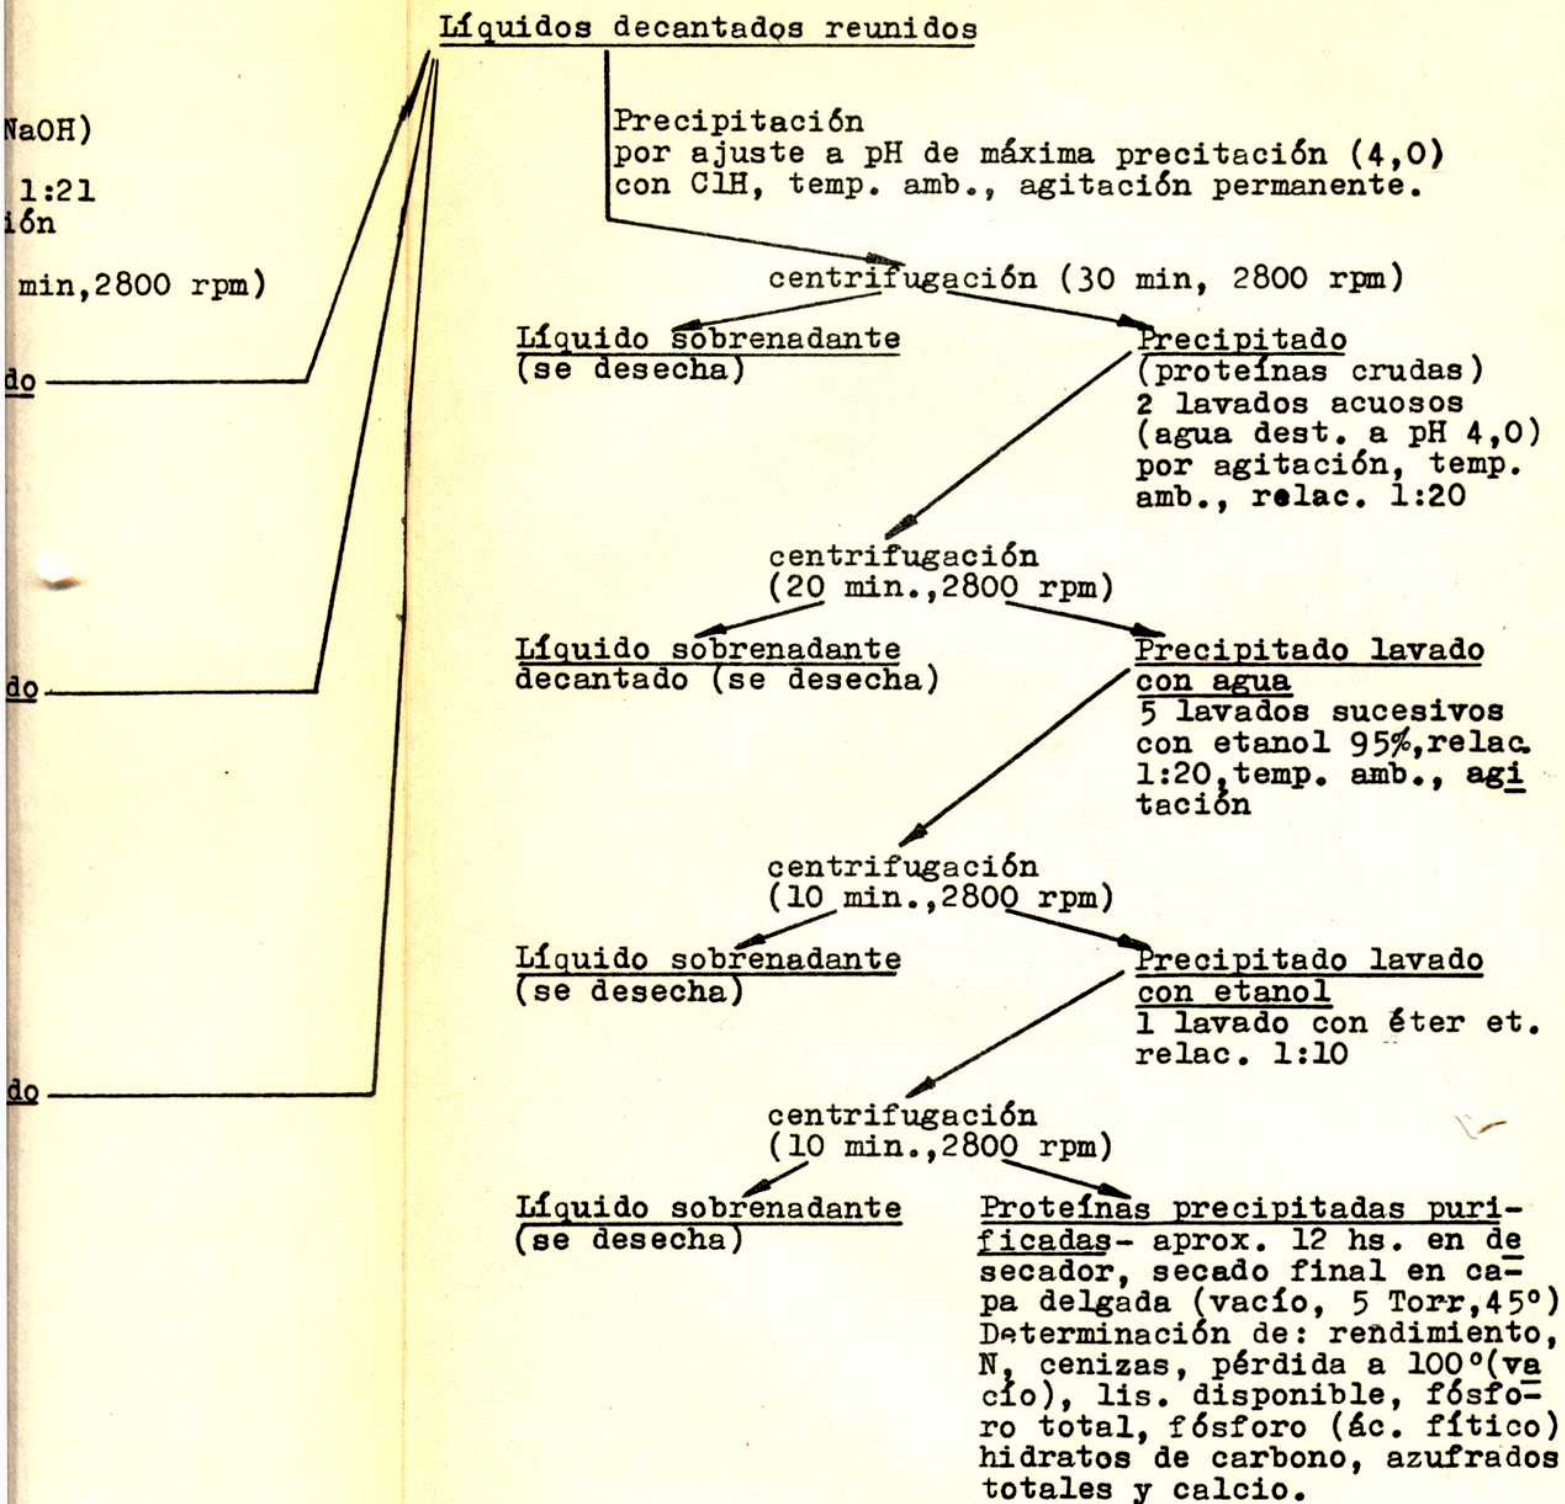 Líquidos decantados reunidos
NaOH)
1:21
ión
min,2800 rpm)
do
do
do
Precipitación
por ajuste a pH de máxima precitación (4,0)
con ClH, temp. amb., agitación permanente.
centrifugación (30 min, 2800 rpm)
Líquido sobrenadante
(se desecha)
Precipitado
(proteínas crudas)
2 lavados acuosos
(agua dest. a pH 4,0)
por agitación, temp.
amb., relac. 1:20
centrifugación
(20 min.,2800 rpm)
Líquido sobrenadante
decantado (se desecha)
Precipitado lavado
con agua
5 lavados sucesivos
con etanol 95%,relac.
1:20,temp. amb., agi
tación
centrifugación
(10 min.,2800 rpm)
Líquido sobrenadante
(se desecha)
Precipitado lavado
con etanol
1 lavado con éter et.
relac. 1:10
centrifugación
(10 min.,2800 rpm)
Líquido sobrenadante
(se desecha)
Proteínas precipitadas puri-
ficadas- aprox. 12 hs. en de
secador, secado final en ca-
pa delgada (vacío, 5 Torr,45º)
Determinación de: rendimiento,
N, cenizas, pérdida a 100º(va
cío), lis. disponible, fósfo-
ro total, fósforo (ác. fítico)
hidratos de carbono, azufrados
totales y calcio.